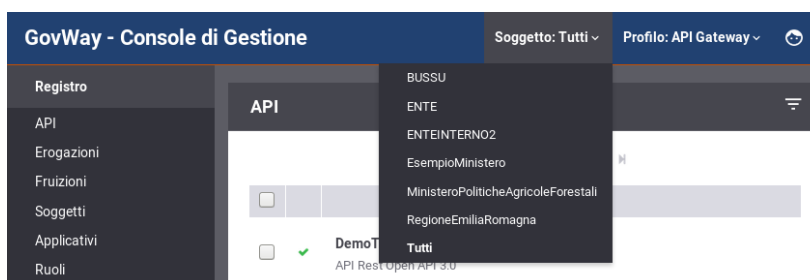 GovWay - Console di Gestione
Soggetto: Tutti
Profilo: API Gateway
Registro
API
Erogazioni
Fruizioni
Soggetti
Applicativi
Ruoli
API
BUSSU
ENTE
ENTEINTERNO2
EsempioMinistero
MinisteroPoliticheAgricoleForestali
RegioneEmiliaRomagna
Tutti
DemoT
API Rest Open API 3.0